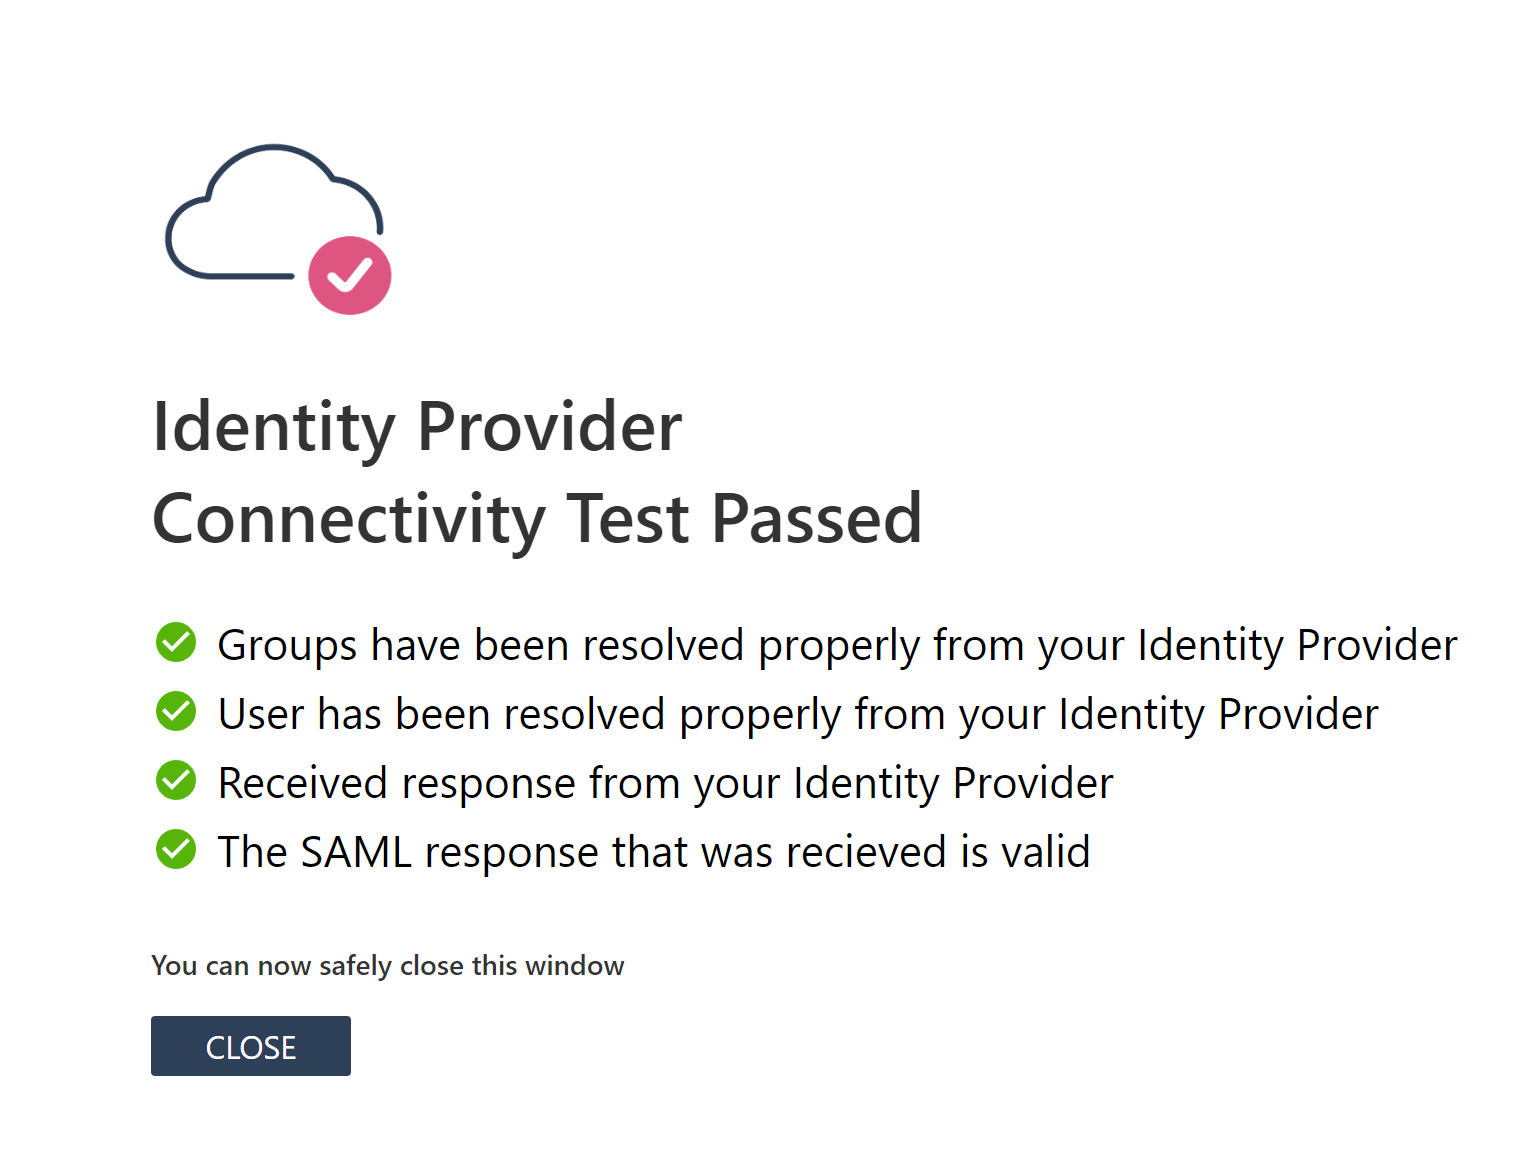 Identity Provider
Connectivity Test Passed
Groups have been resolved properly from your Identity Provider
User has been resolved properly from your Identity Provider
Received response from your Identity Provider
The SAML response that was recieved is valid
You can now safely close this window
CLOSE